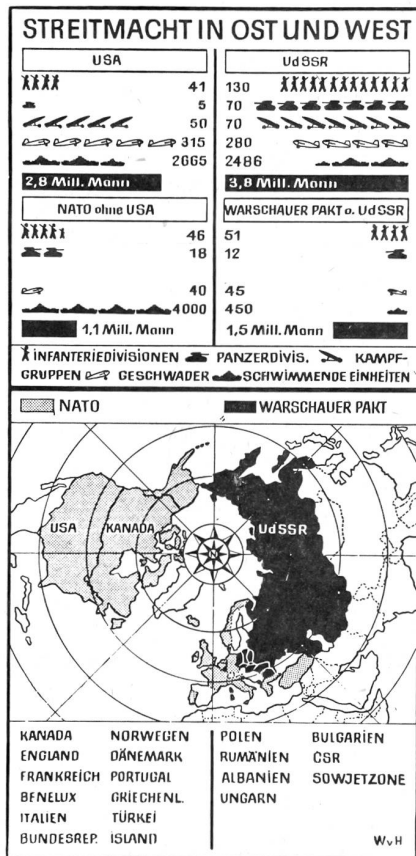 STREITMACHT IN OST UND WEST
USA
41
5
50
315
2665
2,8 Mill. Mann
UdSSR
130
70
70
280
2486
3,8 Mill. Mann
NATO ohne USA
46
18
40
4000
1,1 Mill. Mann
WARSCHAUER PAKT o. UdSSR
51
12
45
450
1,5 Mill. Mann
INFANTERIEDIVISIONEN PANZERDIVIS. KAMPF-
GRUPPEN GESCHWADER SCHWIMMENDE EINHEITEN
NATO WARSCHAUER PAKT
USA KANADA UdSSR
N
KANADA NORWEGEN POLEN BULGARIEN
ENGLAND DÄNEMARK RUMÄNIEN ČSR
FRANKREICH PORTUGAL ALBANIEN SOWJETZONE
BENELUX GRIECHENL. UNGARN
ITALIEN TÜRKEI
BUNDESREP. ISLAND
WvH